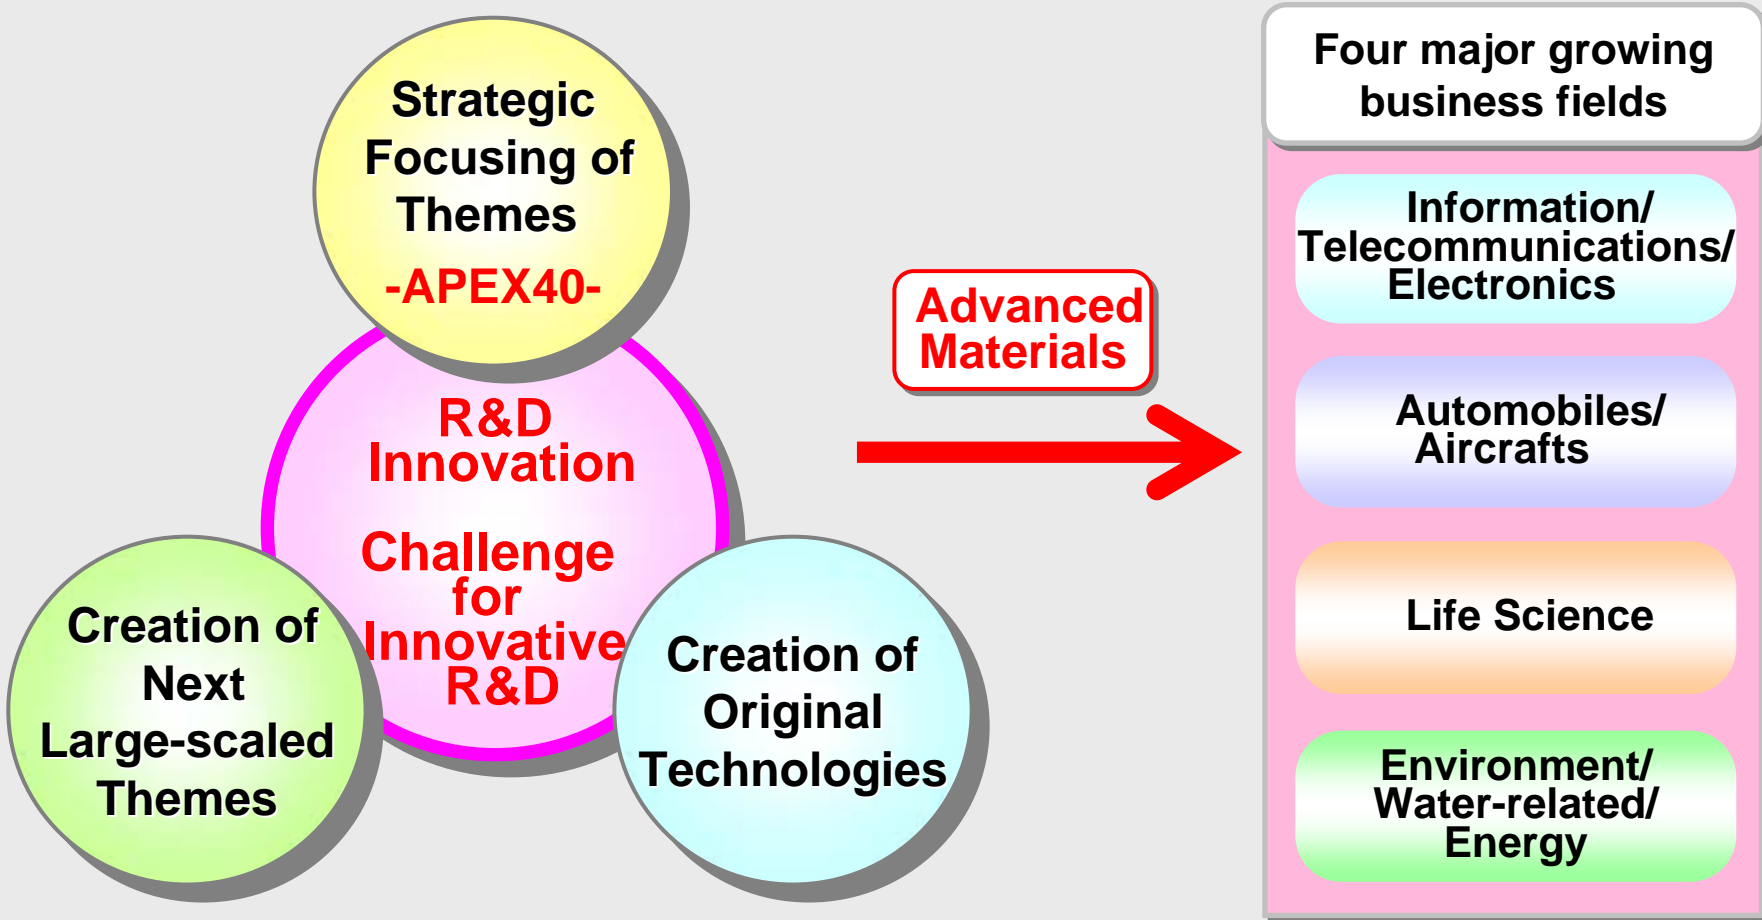 Strategic
Focusing of
Themes
-APEX40-
R&D
Innovation
Challenge
for
Innovative
R&D
Creation of
Next
Large-scaled
Themes
Creation of
Original
Technologies
Advanced
Materials
Four major growing
business fields
Information/
Telecommunications/
Electronics
Automobiles/
Aircrafts
Life Science
Environment/
Water-related/
Energy